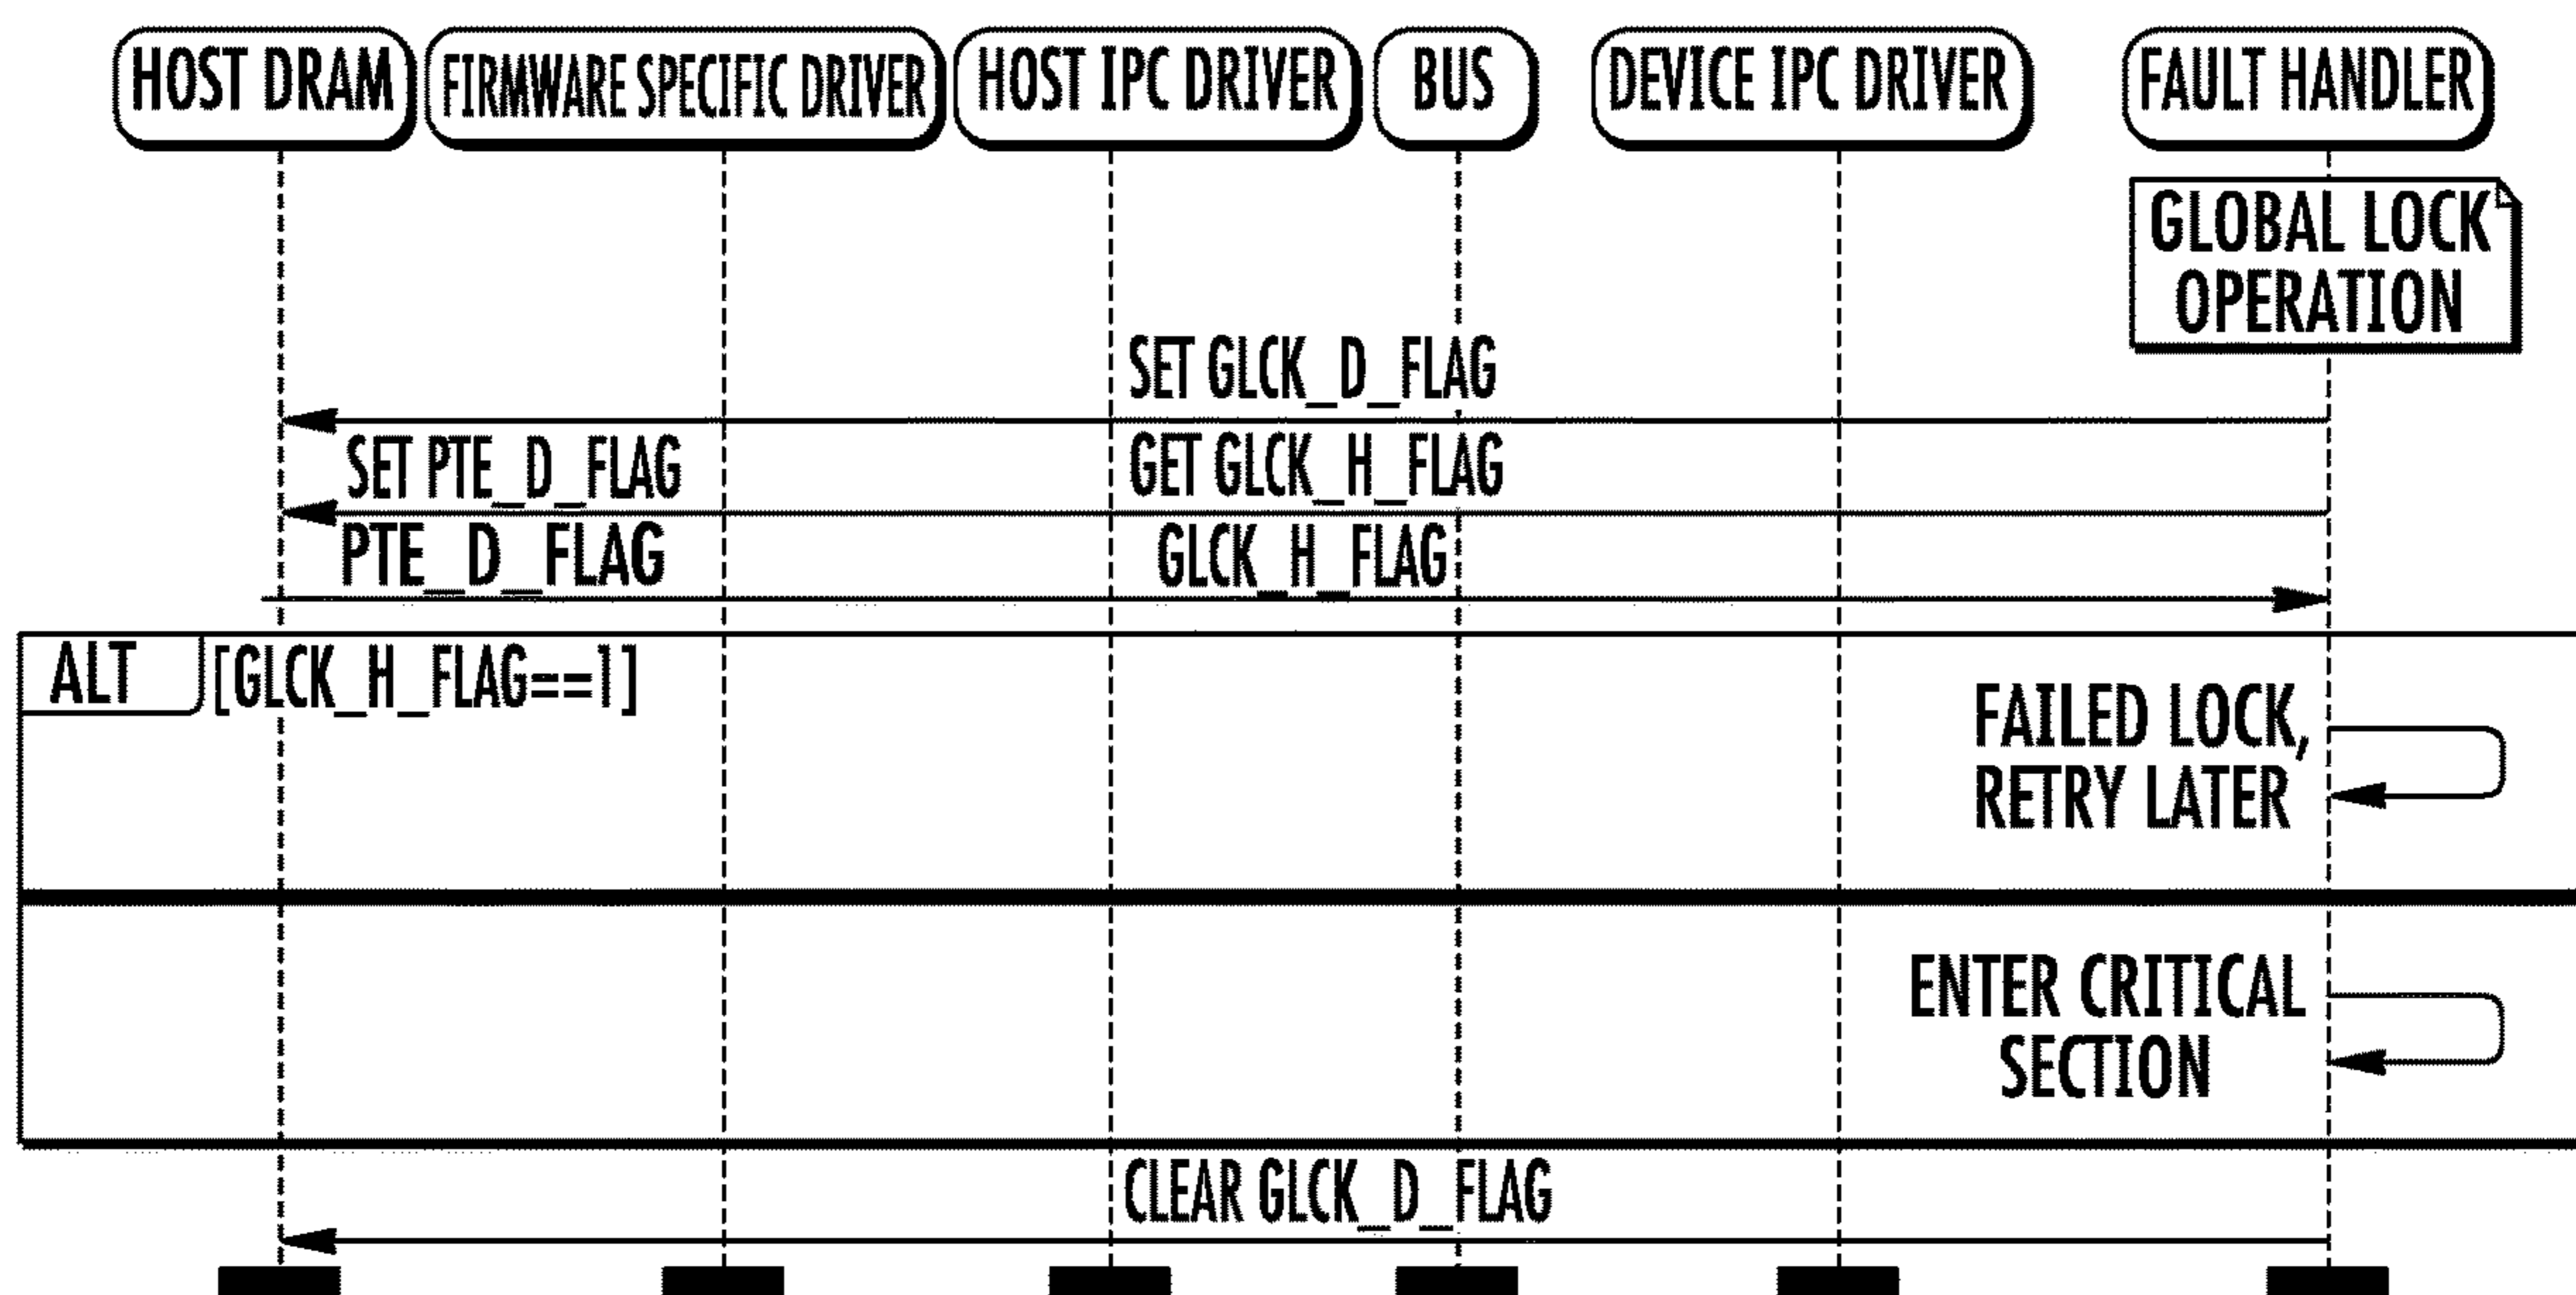 HOST DRAM
FIRMWARE SPECIFIC DRIVER
HOST IPC DRIVER
BUS
DEVICE IPC DRIVER
FAULT HANDLER
GLOBAL LOCK
OPERATION
SET GLCK_D_FLAG
SET PTE_D_FLAG
GET GLCK_H_FLAG
PTE_D_FLAG
GLCK_H_FLAG
ALT
[GLCK_H_FLAG==1]
FAILED LOCK,
RETRY LATER
ENTER CRITICAL
SECTION
CLEAR GLCK_D_FLAG